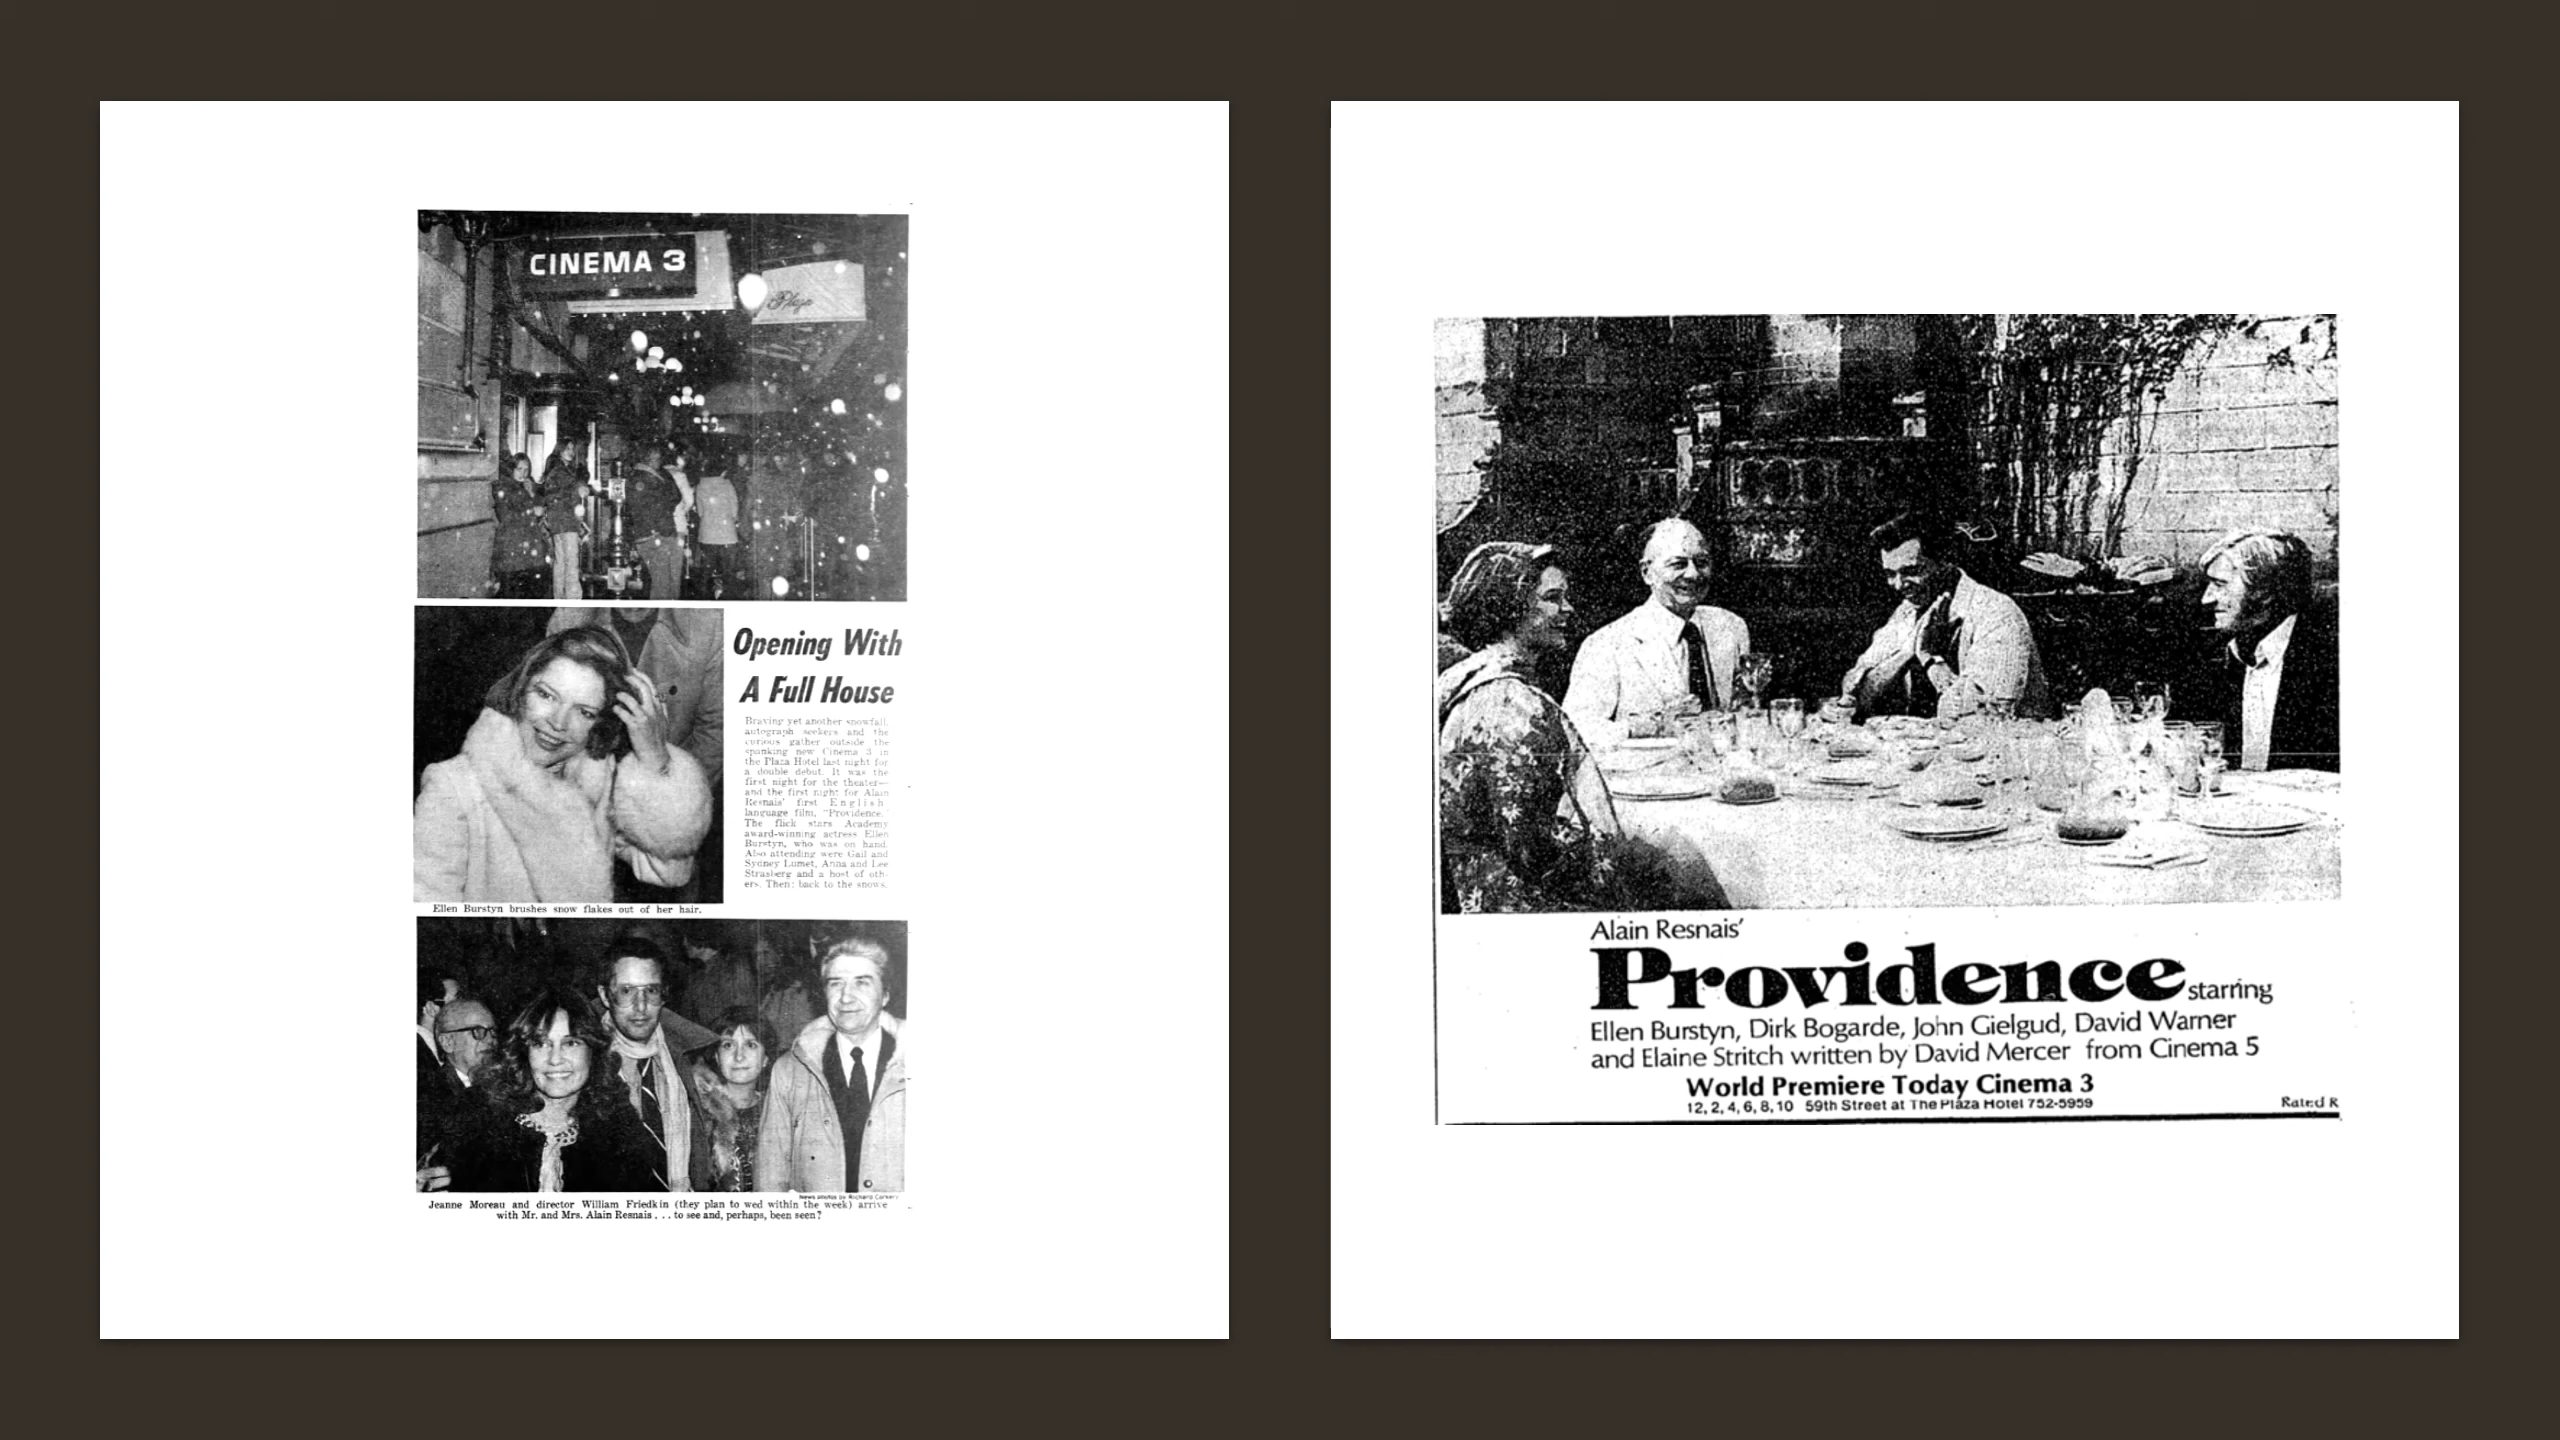 CINEMA 3
Plaza
Opening With
A Full House
Braving yet another snowfall,
autograph seekers and the
curious gather outside the
spanking new Cinema 3 in
the Plaza Hotel last night for
a double debut. It was the
first night for the theater—
and the first night for Alain
Resnais' first English
language film, "Providence."
The flick stars Academy
award-winning actress Ellen
Burstyn, who was on hand.
Also attending were Gail and
Sydney Lumet, Anna and Lee
Strasberg and a host of oth-
ers. Then: back to the snows.
Ellen Burstyn brushes snow flakes out of her hair.
News photos by Richard Corkery
Jeanne Moreau and director William Friedkin (they plan to wed within the week) arrive
with Mr. and Mrs. Alain Resnais . . . to see and, perhaps, been seen?
Alain Resnais'
Providence starring
Ellen Burstyn, Dirk Bogarde, John Gielgud, David Warner
and Elaine Stritch written by David Mercer from Cinema 5
World Premiere Today Cinema 3
12, 2, 4, 6, 8, 10 59th Street at The Plaza Hotel 752-5959
Rated R